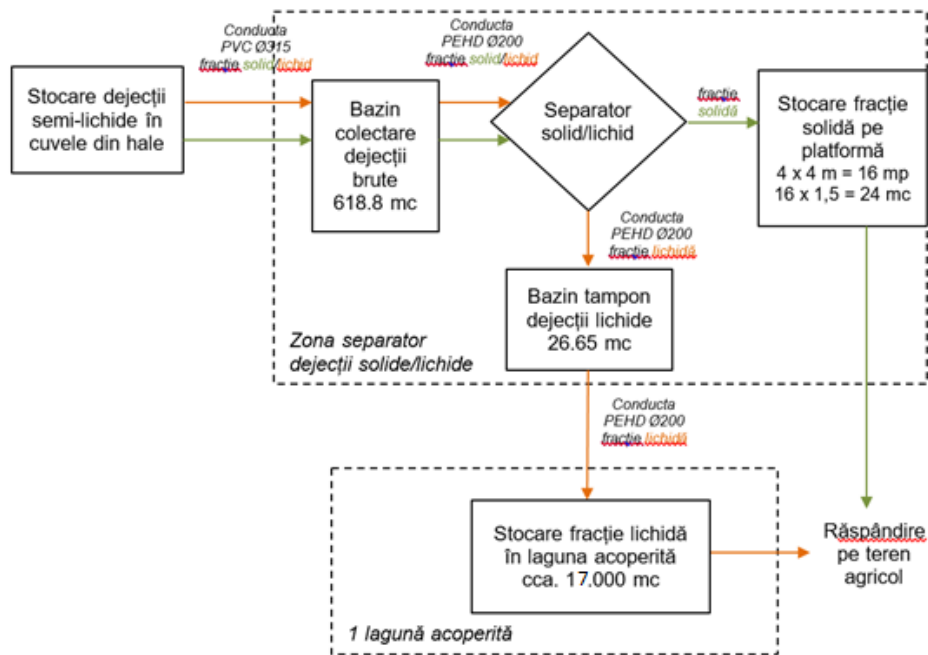 Conducta
PVC Ø315
fracție solid/lichid
Conducta
PEHD Ø200
fracție solid/lichid
Stocare dejecții
semi-lichide în
cuvele din hale
Bazin
colectare
dejecții
brute
618.8 mc
Separator
solid/lichid
fracție
solidă
Stocare fracție
solidă pe
platformă
4 x 4 m = 16 mp
16 x 1,5 = 24 mc
Conducta
PEHD Ø200
fracție lichidă
Bazin tampon
dejecții lichide
26.65 mc
Zona separator
dejecții solide/lichide
Conducta
PEHD Ø200
fracție lichidă
Stocare fracție lichidă
în laguna acoperită
cca. 17.000 mc
Răspândire
pe teren
agricol
1 lagună acoperită